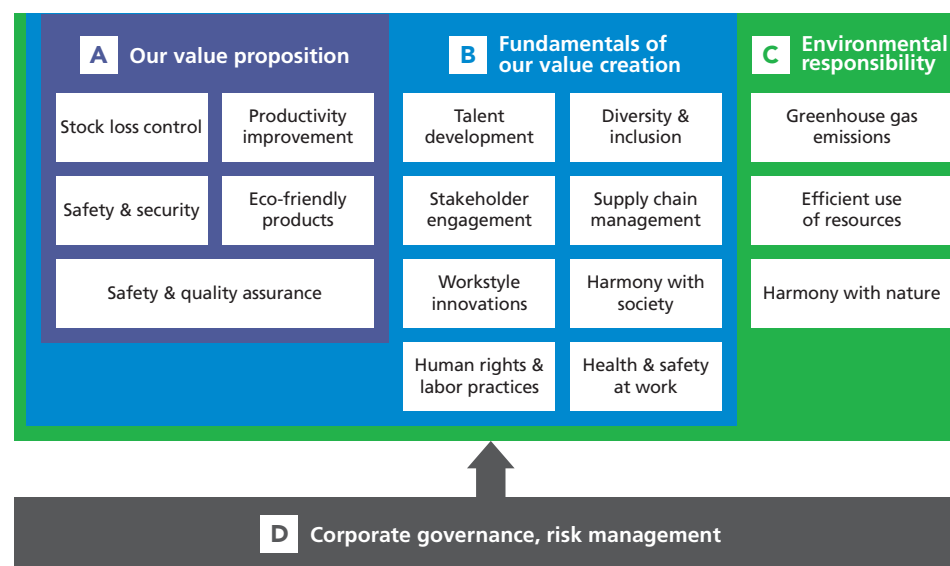 A Our value proposition
Stock loss control
Productivity
improvement
Safety & security
Eco-friendly
products
Safety & quality assurance
B Fundamentals of
our value creation
Talent
development
Diversity &
inclusion
Stakeholder
engagement
Supply chain
management
Workstyle
innovations
Harmony with
society
Human rights &
labor practices
Health & safety
at work
C Environmental
responsibility
Greenhouse gas
emissions
Efficient use
of resources
Harmony with nature
D Corporate governance, risk management